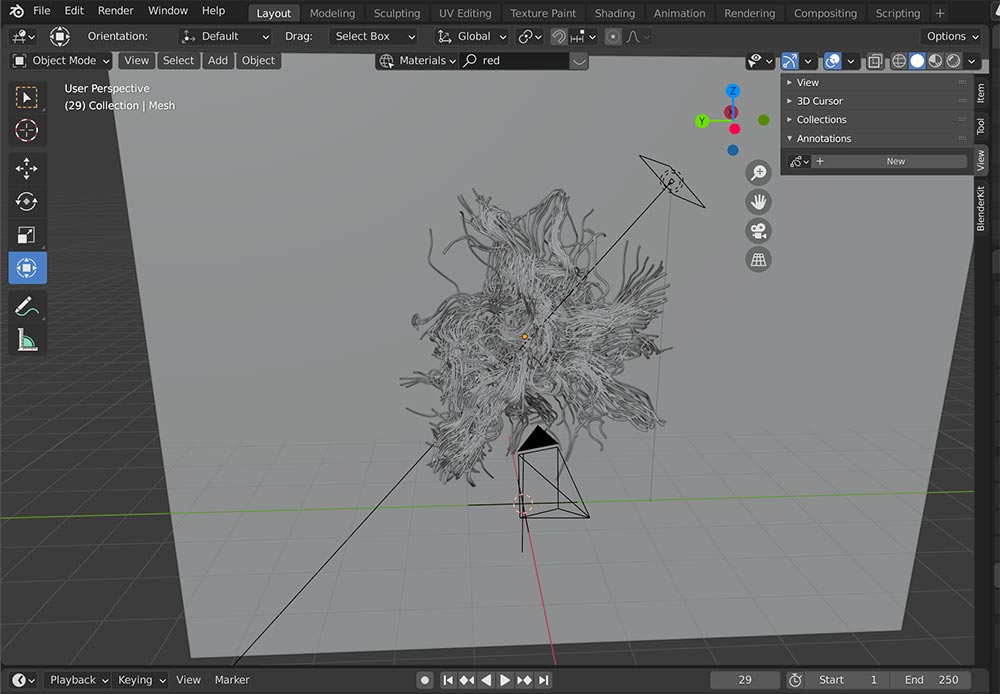 File Edit Render Window Help Layout Modeling Sculpting UV Editing Texture Paint Shading Animation Rendering Compositing Scripting +
Orientation: Default Drag: Select Box Global Options
Object Mode View Select Add Object Materials red
User Perspective
(29) Collection | Mesh
Z
Y
X
View
3D Cursor
Collections
Annotations
+ New
Item
Tool
View
BlenderKit
Playback Keying View Marker 29 Start 1 End 250